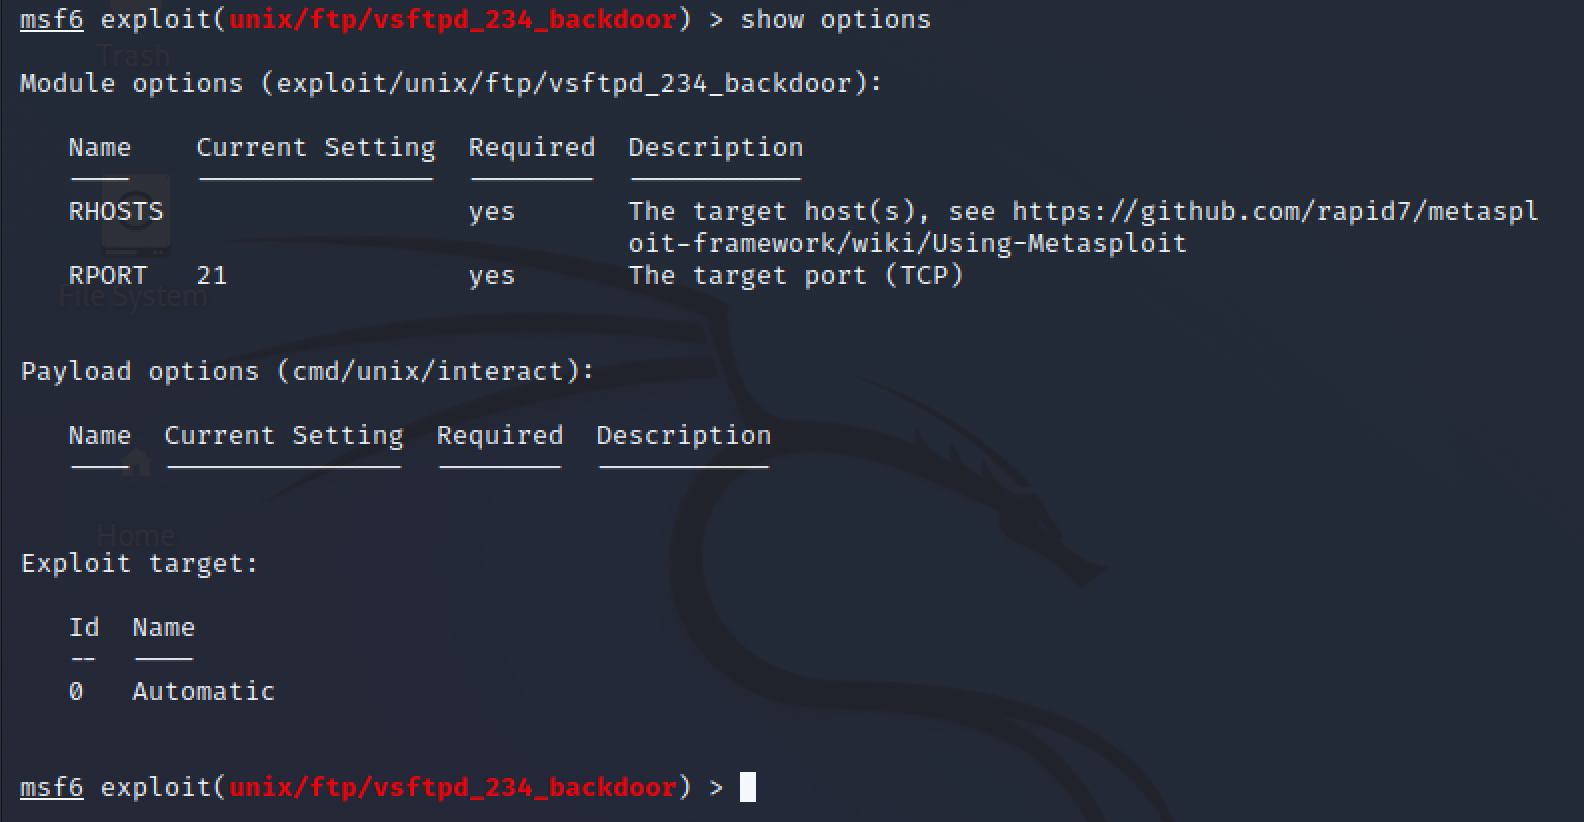 msf6 exploit(unix/ftp/vsftpd_234_backdoor) > show options
Trash
Module options (exploit/unix/ftp/vsftpd_234_backdoor):
Name Current Setting Required Description
RHOSTS yes The target host(s), see https://github.com/rapid7/metaspl
oit-framework/wiki/Using-Metasploit
RPORT 21 yes The target port (TCP)
File System
Payload options (cmd/unix/interact):
Name Current Setting Required Description
Home
Exploit target:
Id Name
-- ----
0 Automatic
msf6 exploit(unix/ftp/vsftpd_234_backdoor) >